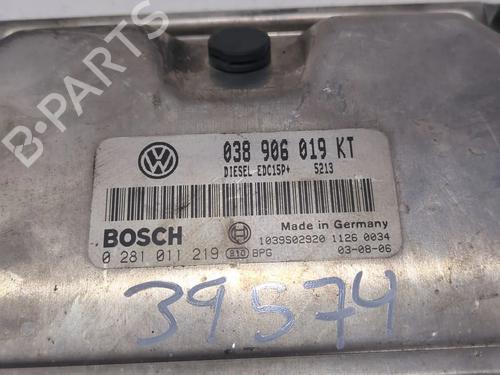 038 906 019 KT
DIESEL EDC15P+ 5213
BOSCH
Made in Germany
1039S02920 1126 0034
0 281 011 219 e10 BPG
03-08-06
39574